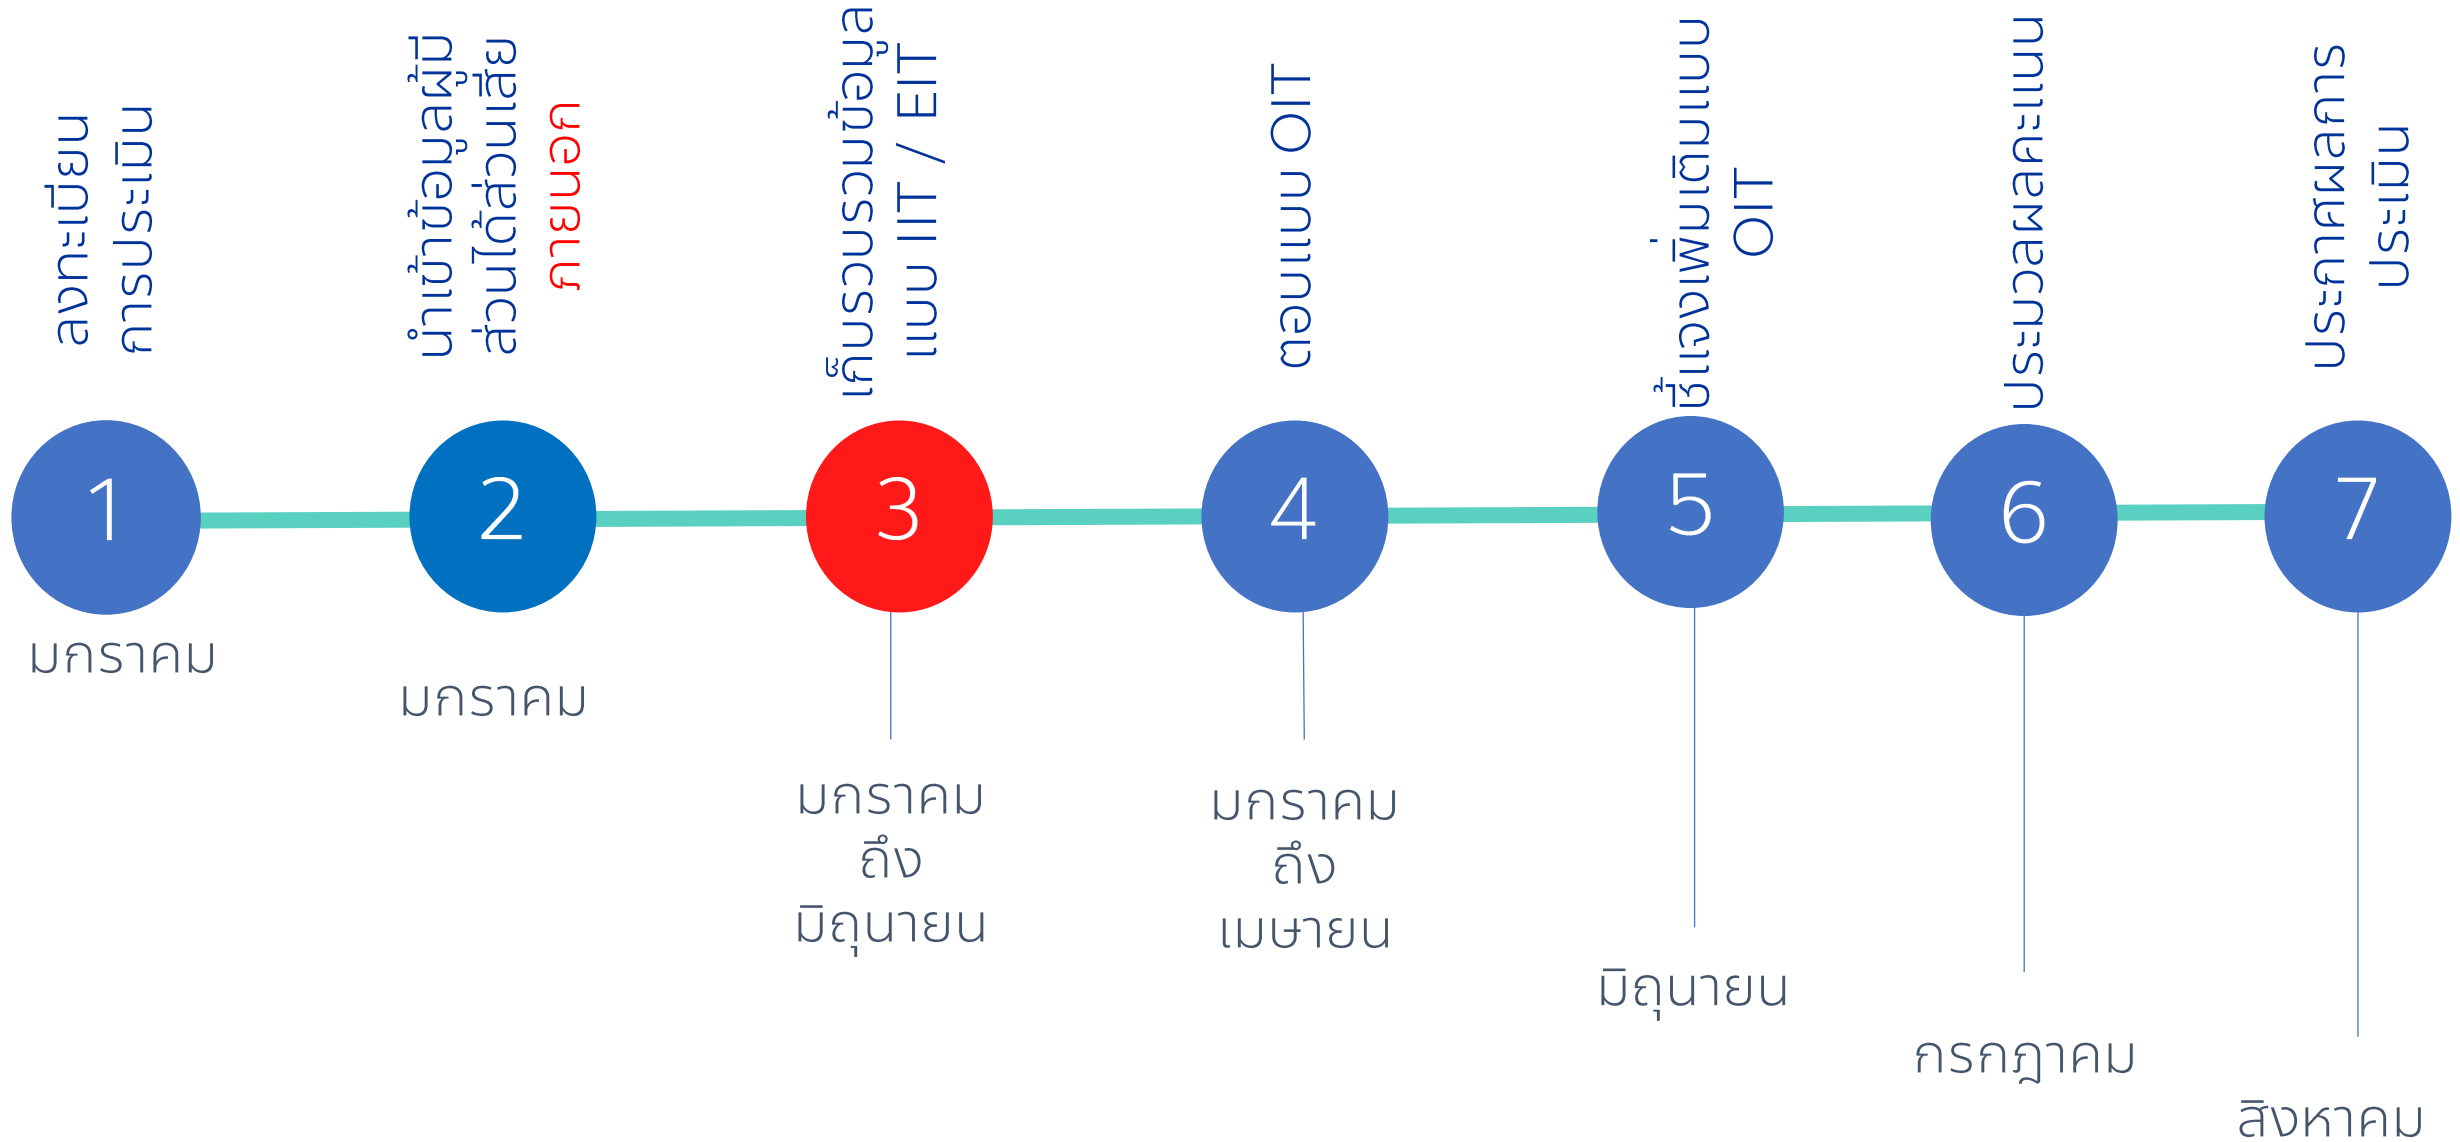 ลงทะเบียน
การประเมิน
นำเข้าข้อมูลผู้มี
ส่วนได้ส่วนเสีย
ภายนอก
เก็บรวบรวมข้อมูล
แบบ IIT / EIT
ตอบแบบ OIT
ชี้แจงเพิ่มเติมแบบ
OIT
ประมวลผลคะแนน
ประกาศผลการ
ประเมิน
1
2
3
4
5
6
7
มกราคม
มกราคม
มกราคม
ถึง
มิถุนายน
มกราคม
ถึง
เมษายน
มิถุนายน
กรกฎาคม
สิงหาคม